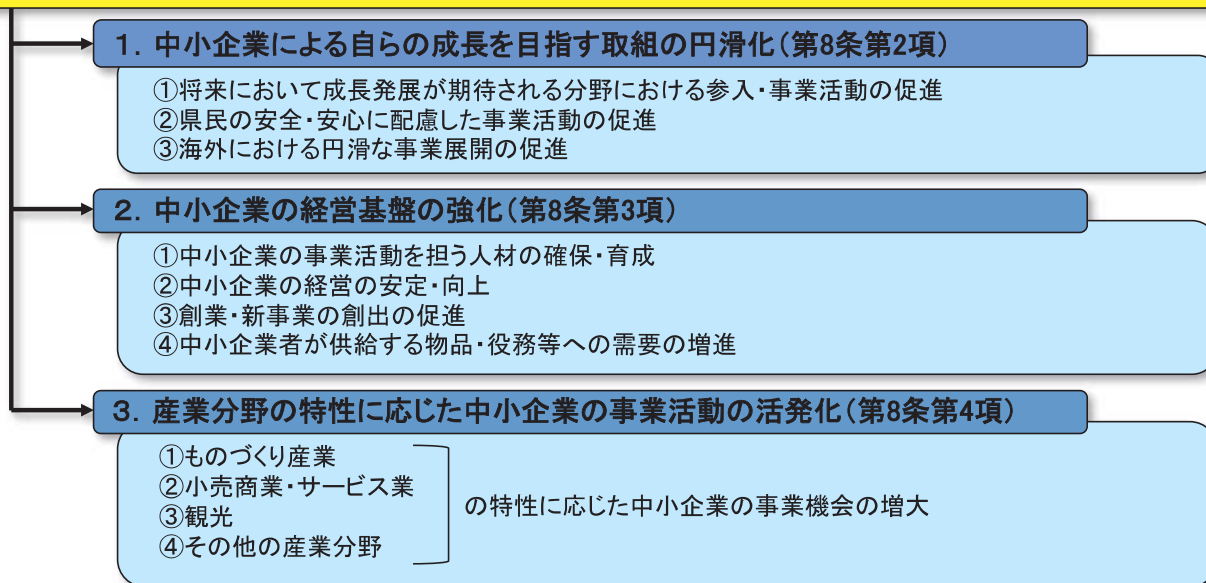 1．中小企業による自らの成長を目指す取組の円滑化（第8条第2項）
①将来において成長発展が期待される分野における参入・事業活動の促進
②県民の安全・安心に配慮した事業活動の促進
③海外における円滑な事業展開の促進
2．中小企業の経営基盤の強化（第8条第3項）
①中小企業の事業活動を担う人材の確保・育成
②中小企業の経営の安定・向上
③創業・新事業の創出の促進
④中小企業者が供給する物品・役務等への需要の増進
3．産業分野の特性に応じた中小企業の事業活動の活発化（第8条第4項）
①ものづくり産業
②小売商業・サービス業
③観光
④その他の産業分野
の特性に応じた中小企業の事業機会の増大